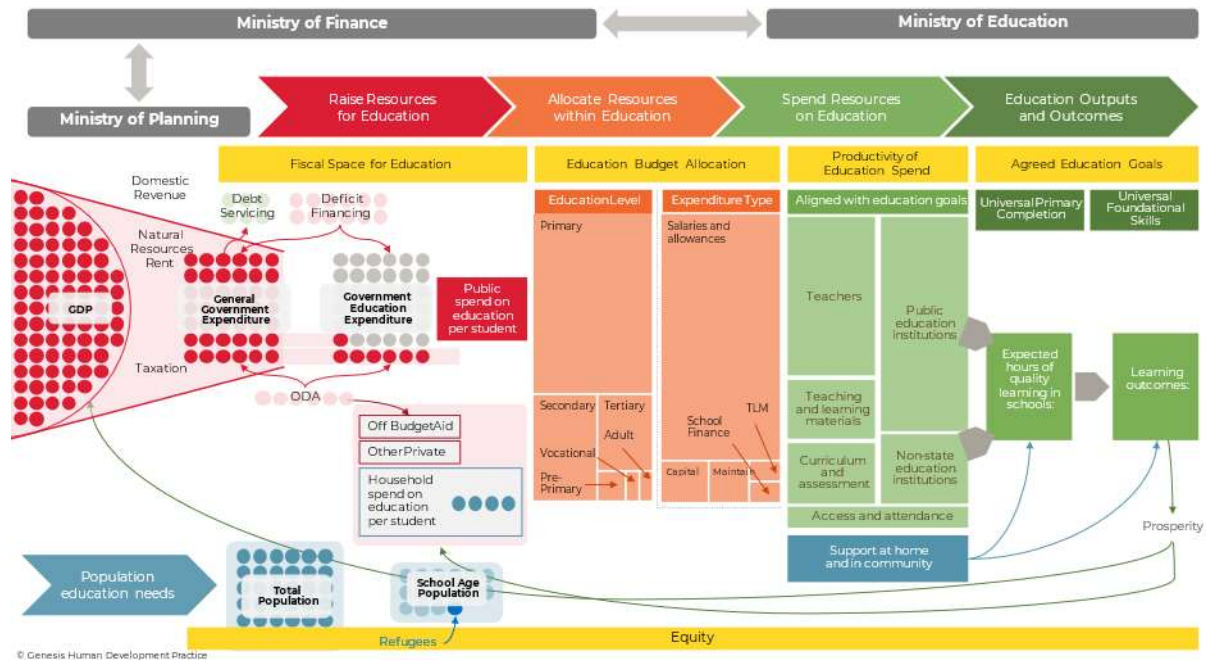 Ministry of Finance
Ministry of Education
Ministry of Planning
Raise Resources
for Education
Allocate Resources
within Education
Spend Resources
on Education
Education Outputs
and Outcomes
Fiscal Space for Education
Education Budget Allocation
Productivity of
Education Spend
Agreed Education Goals
Domestic
Revenue
Debt
Servicing
Deficit
Financing
Natural
Resources
Rent
GDP
General
Government
Expenditure
Government
Education
Expenditure
Public
spend on
education
per student
Taxation
ODA
Off BudgetAid
OtherPrivate
Household
spend on
education
per student
EducationLevel
Primary
Secondary
Tertiary
Adult
Vocational
Pre-
Primary
ExpenditureType
Salaries and
allowances
TLM
School
Finance
Capital
Maintain
Aligned with education goals
Teachers
Public
education
institutions
Teaching
and learning
materials
Curriculum
and
assessment
Non-state
education
institutions
Access and attendance
Support at home
and in community
UniversalPrimary
Completion
Universal
Foundational
Skills
Expected
hours of
quality
learning in
schools:
Learning
outcomes:
Prosperity
Population
education needs
Total
Population
School Age
Population
Refugees
Equity
© Genesis Human Development Practice